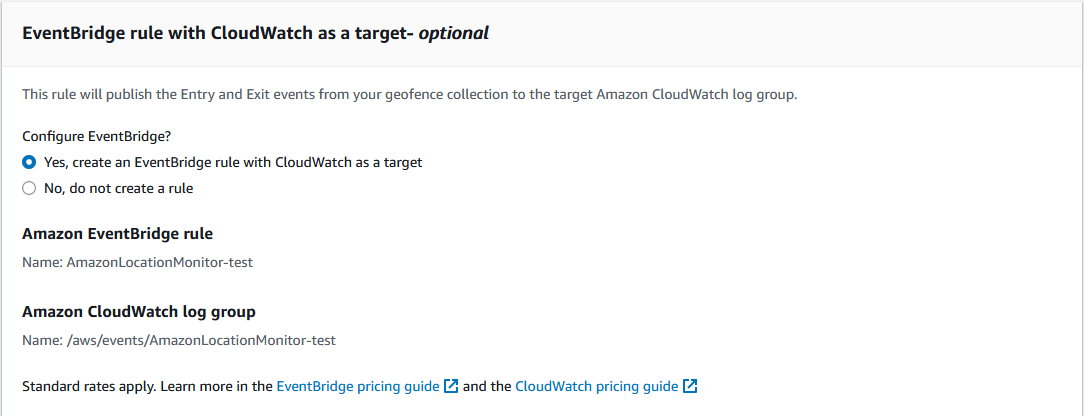 EventBridge rule with CloudWatch as a target- optional
This rule will publish the Entry and Exit events from your geofence collection to the target Amazon CloudWatch log group.
Configure EventBridge?
Yes, create an EventBridge rule with CloudWatch as a target
No, do not create a rule
Amazon EventBridge rule
Name: AmazonLocationMonitor-test
Amazon CloudWatch log group
Name: /aws/events/AmazonLocationMonitor-test
Standard rates apply. Learn more in the EventBridge pricing guide and the CloudWatch pricing guide